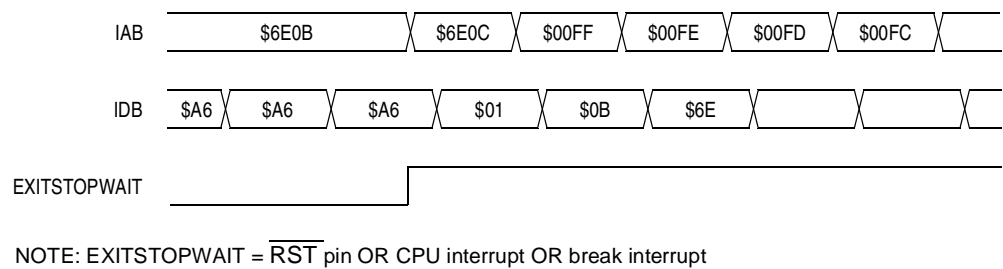 IAB $6E0B $6E0C $00FF $00FE $00FD $00FC
IDB $A6 $A6 $A6 $01 $0B $6E
EXITSTOPWAIT
NOTE: EXITSTOPWAIT = R̅S̅T̅ pin OR CPU interrupt OR break interrupt